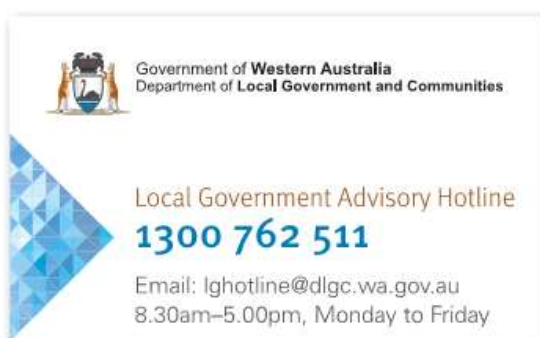 Government of Western Australia
Department of Local Government and Communities
Local Government Advisory Hotline
1300 762 511
Email: lghotline@dlgc.wa.gov.au
8.30am–5.00pm, Monday to Friday